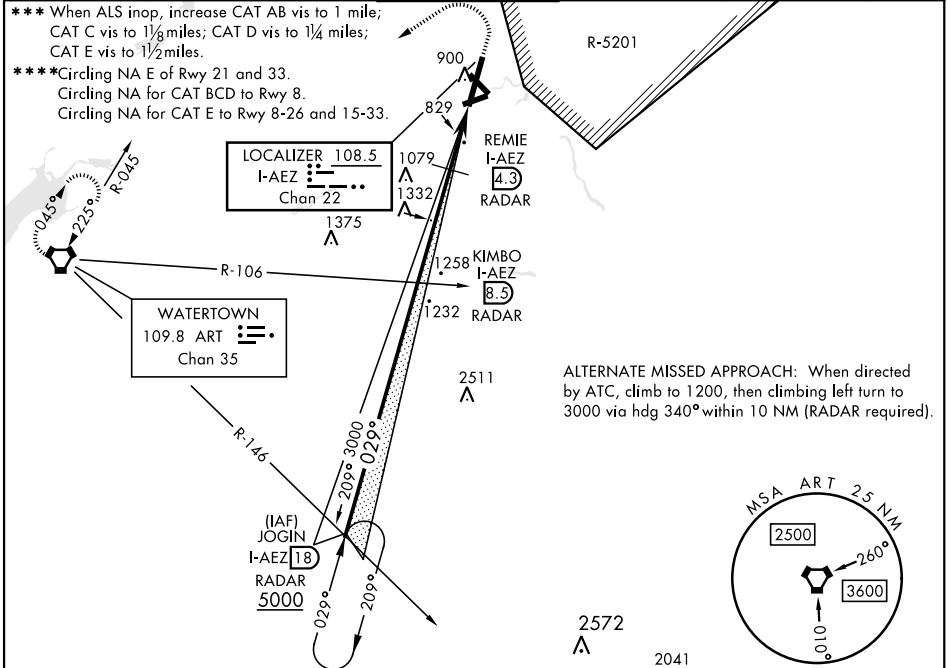 *** When ALS inop, increase CAT AB vis to 1 mile;
CAT C vis to 1⅛ miles; CAT D vis to 1¼ miles;
CAT E vis to 1½ miles.
****Circling NA E of Rwy 21 and 33.
Circling NA for CAT BCD to Rwy 8.
Circling NA for CAT E to Rwy 8-26 and 15-33.
R-5201
900
829
LOCALIZER 108.5
I-AEZ
Chan 22
1079
REMIE
I-AEZ
4.3
RADAR
1332
1375
R-045
045°
225°
R-106
1258
KIMBO
I-AEZ
8.5
RADAR
1232
WATERTOWN
109.8 ART
Chan 35
2511
ALTERNATE MISSED APPROACH: When directed
by ATC, climb to 1200, then climbing left turn to
3000 via hdg 340° within 10 NM (RADAR required).
R-146
209° 3000
029°
(IAF)
JOGIN
I-AEZ 18
RADAR
5000
029°
209°
MSA ART 25 NM
2500
260°
3600
010°
2572
2041